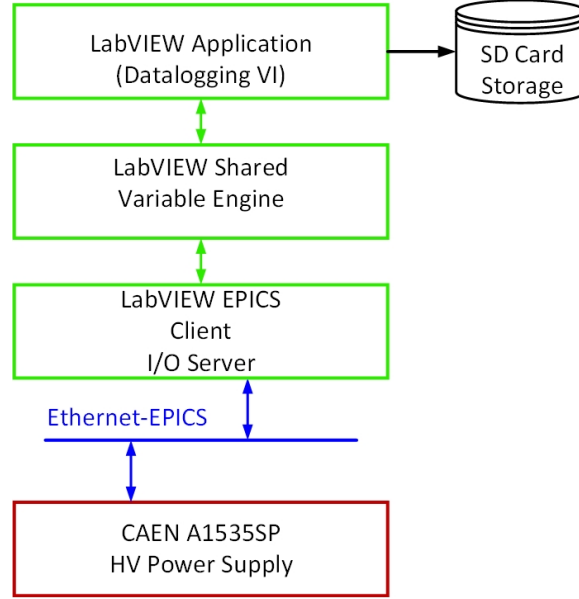 LabVIEW Application
(Datalogging VI)
SD Card
Storage
LabVIEW Shared
Variable Engine
LabVIEW EPICS
Client
I/O Server
Ethernet-EPICS
CAEN A1535SP
HV Power Supply